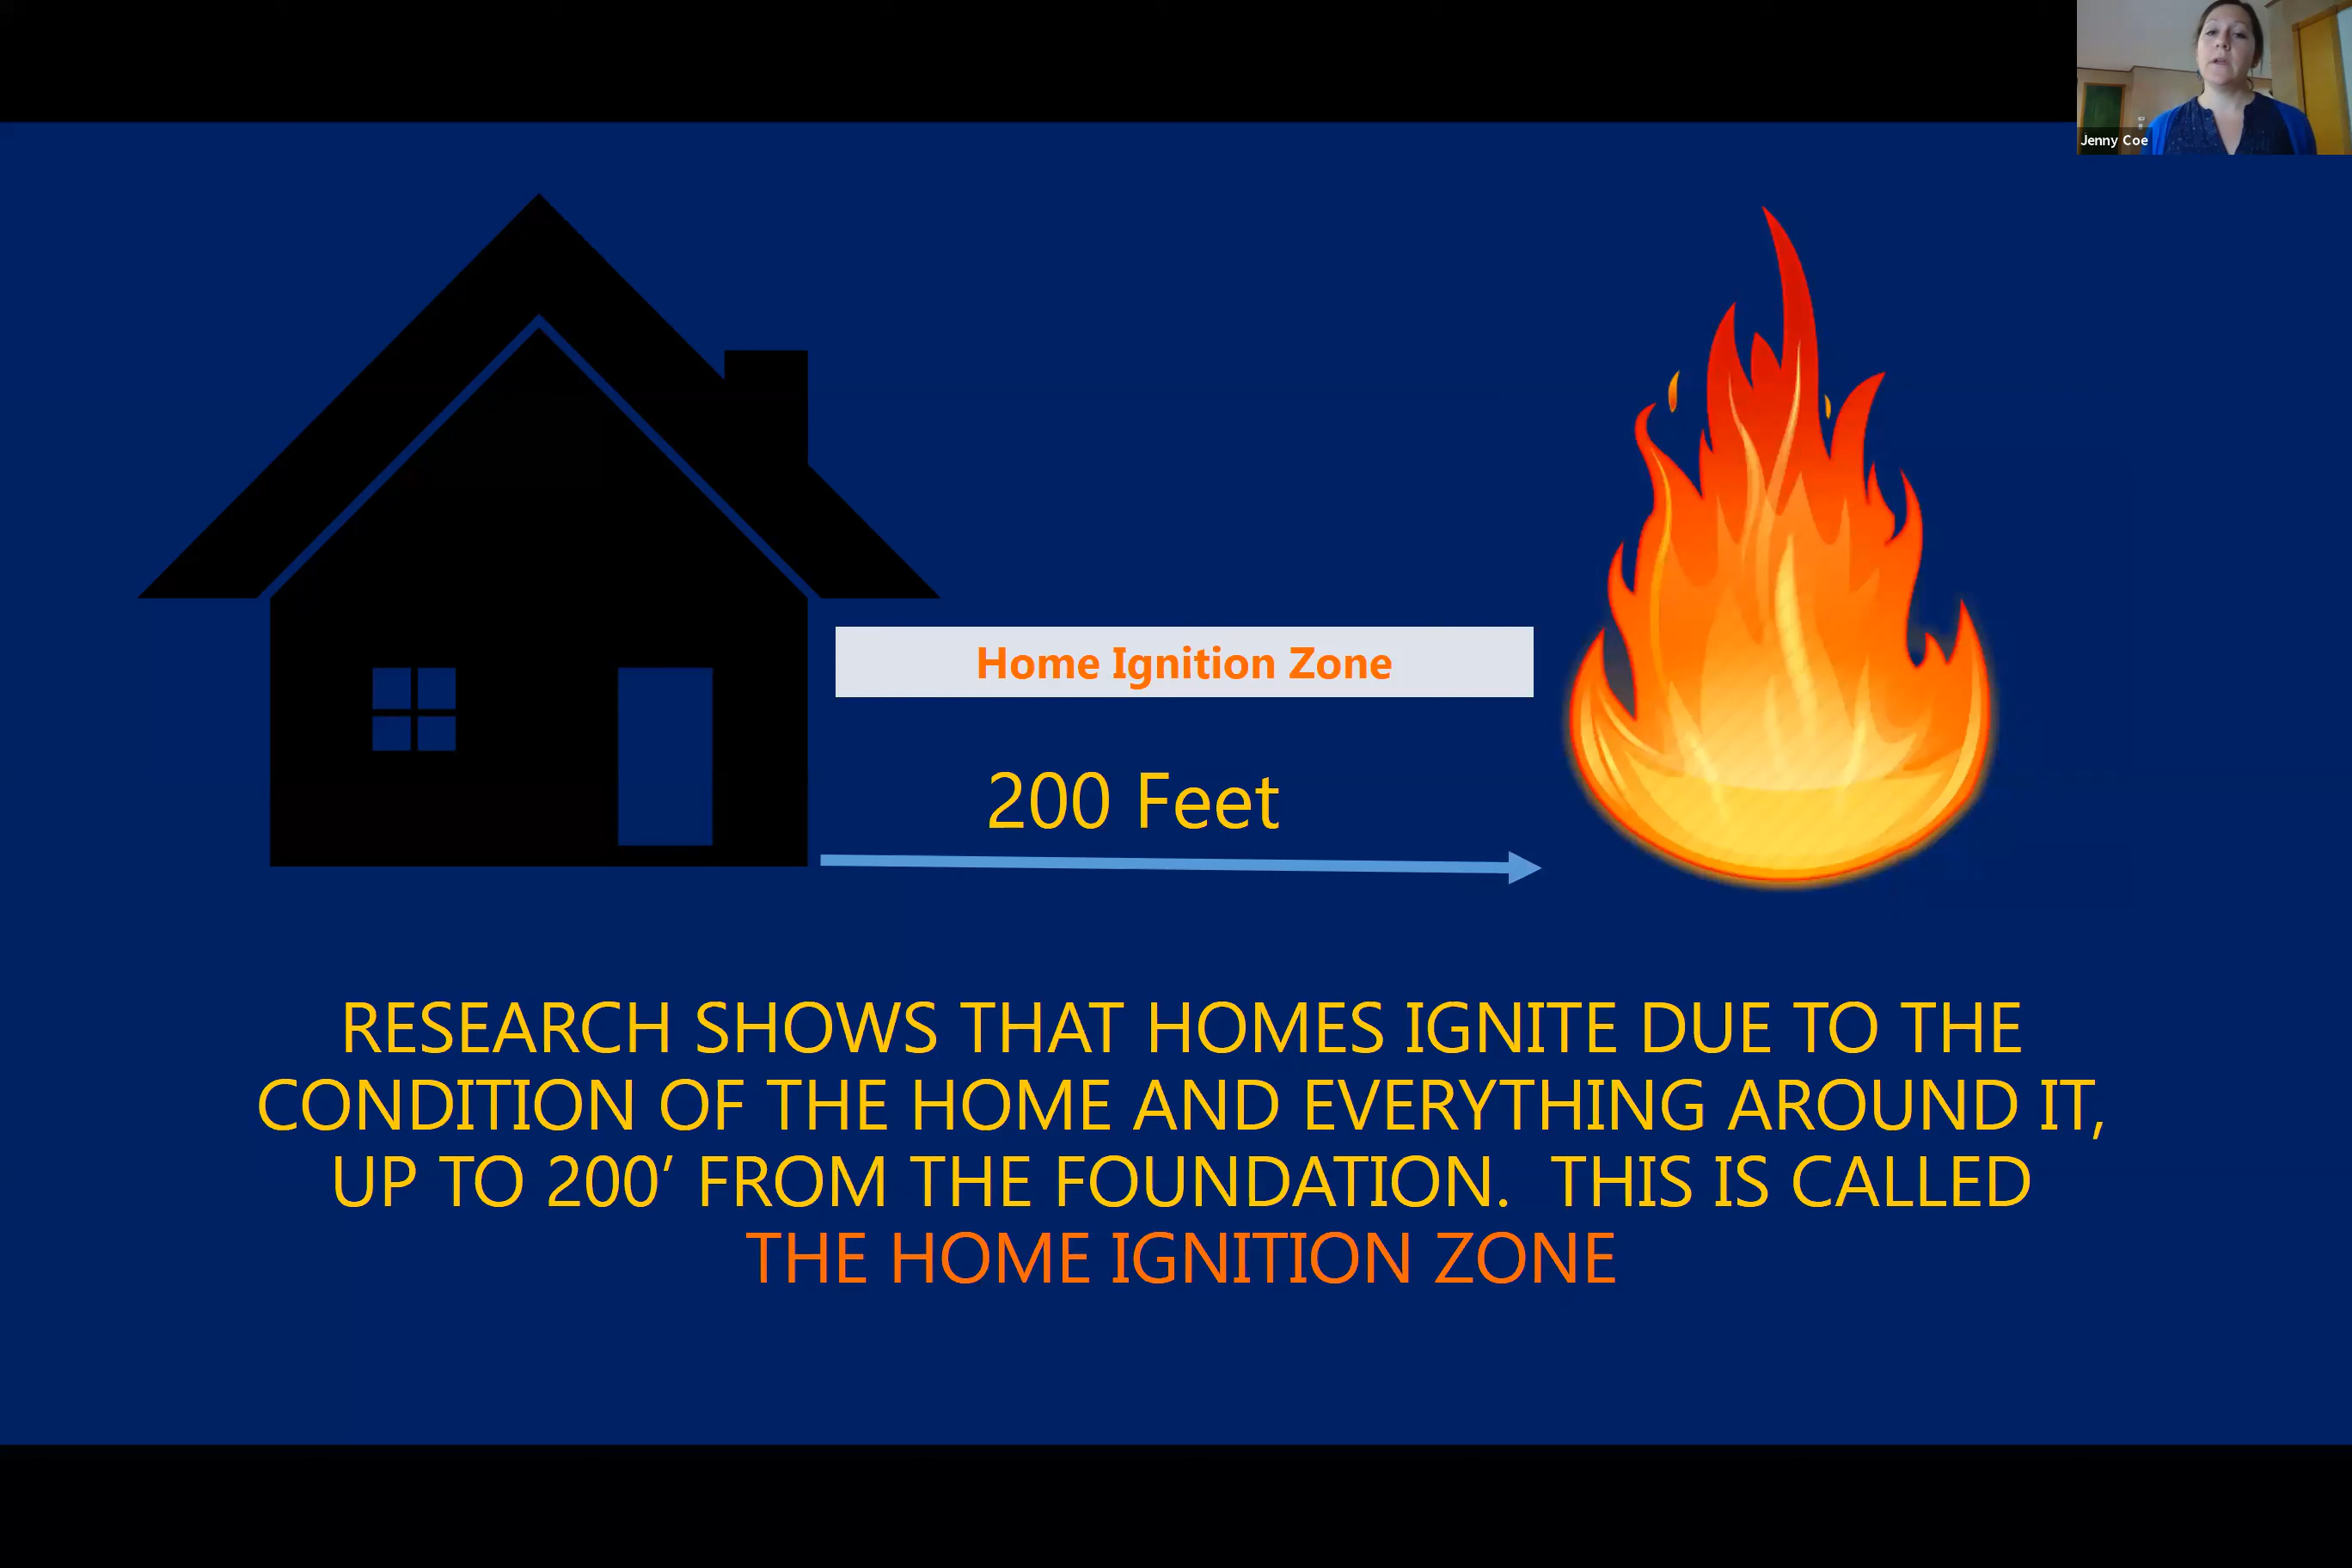 Jenny Coe
Home Ignition Zone
200 Feet
RESEARCH SHOWS THAT HOMES IGNITE DUE TO THE
CONDITION OF THE HOME AND EVERYTHING AROUND IT,
UP TO 200’ FROM THE FOUNDATION.  THIS IS CALLED
THE HOME IGNITION ZONE